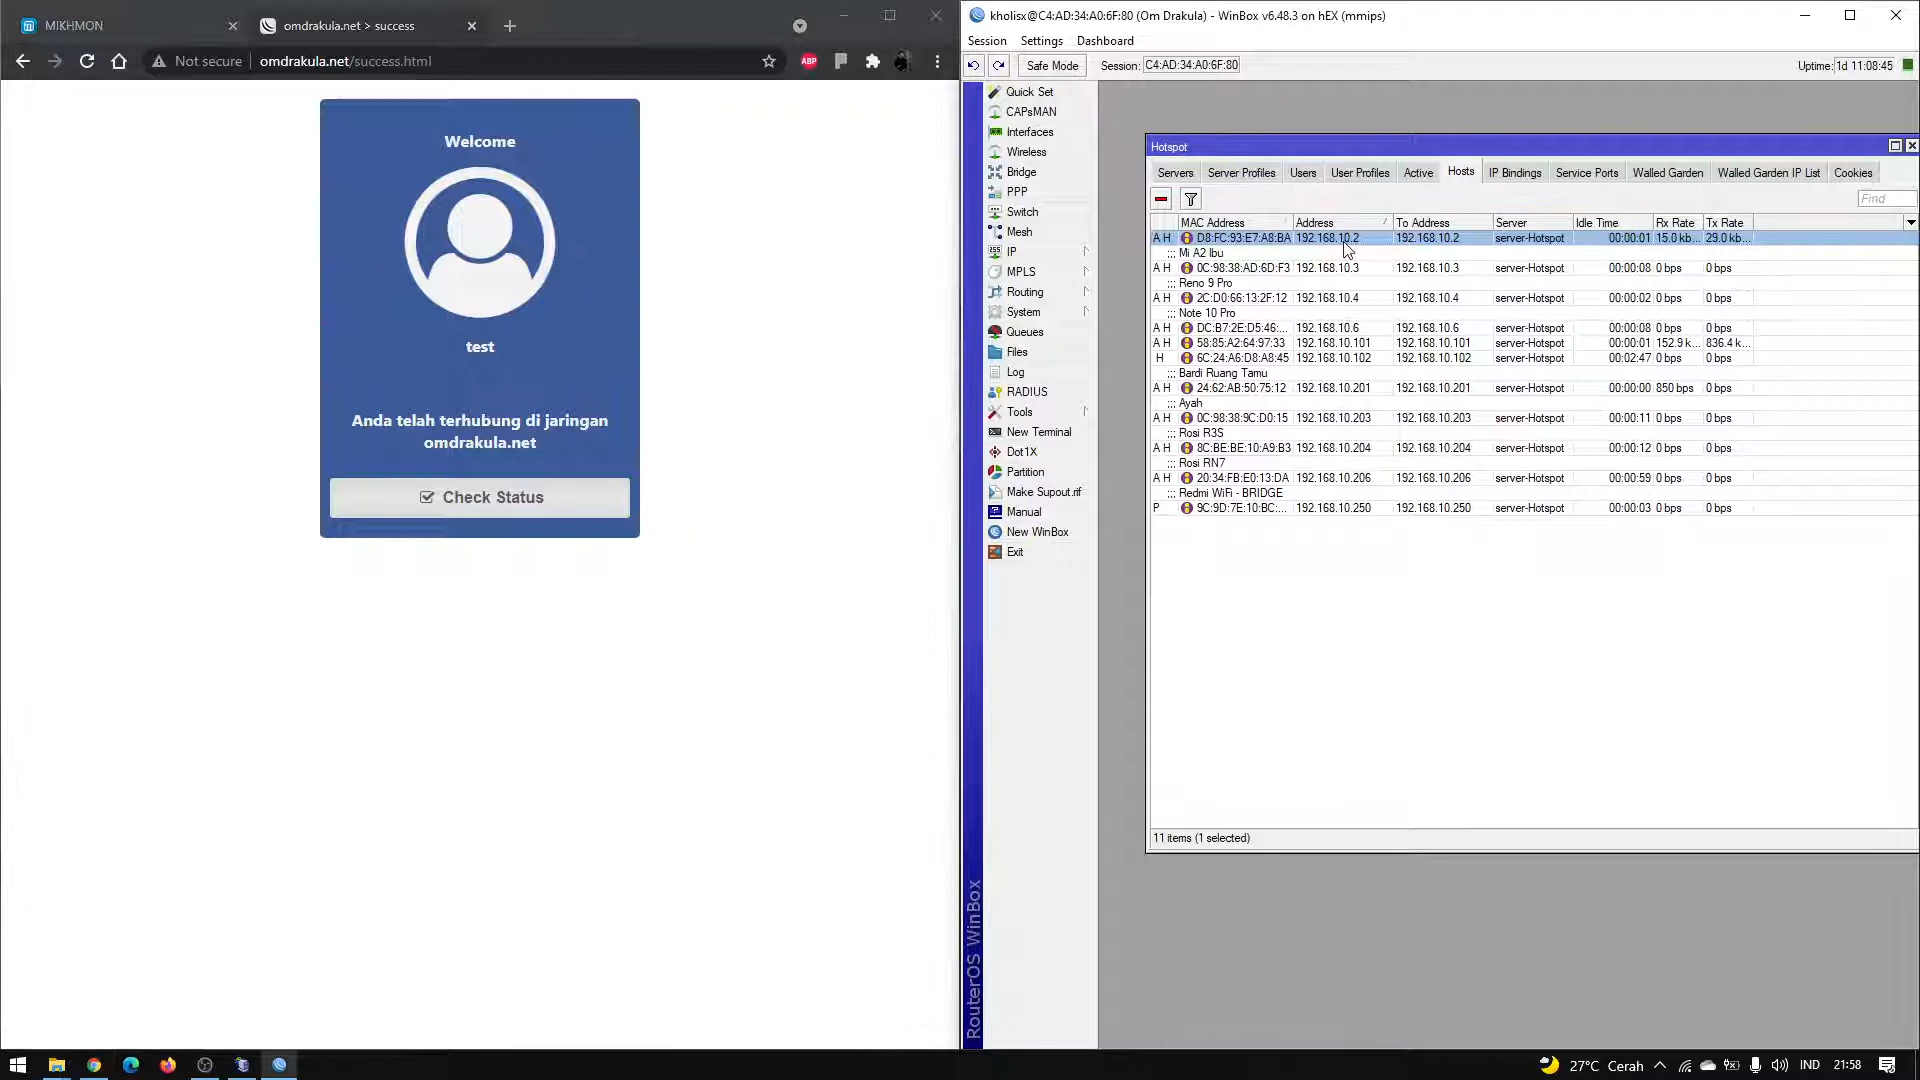 MIKHMON
omdrakula.net > success
Not secure
omdrakula.net/success.html
ABP
Welcome
test
Anda telah terhubung di jaringan
omdrakula.net
Check Status
kholisx@C4:AD:34:A0:6F:80 (Om Drakula) - WinBox v6.48.3 on hEX (mmips)
Session Settings Dashboard
Safe Mode Session: C4:AD:34:A0:6F:80
Uptime: 1d 11:08:45
Quick Set
CAPsMAN
Interfaces
Wireless
Bridge
PPP
Switch
Mesh
IP
MPLS
Routing
System
Queues
Files
Log
RADIUS
Tools
New Terminal
Dot1X
Partition
Make Supout.rif
Manual
New WinBox
Exit
RouterOS WinBox
Hotspot
Servers Server Profiles Users User Profiles Active Hosts IP Bindings Service Ports Walled Garden Walled Garden IP List Cookies
Find
MAC Address Address To Address Server Idle Time Rx Rate Tx Rate
A H D8:FC:93:E7:A8:BA 192.168.10.2 192.168.10.2 server-Hotspot 00:00:01 15.0 kb... 29.0 kb...
;;; Mi A2 Ibu
A H 0C:98:38:AD:6D:F3 192.168.10.3 192.168.10.3 server-Hotspot 00:00:08 0 bps 0 bps
;;; Reno 9 Pro
A H 2C:D0:66:13:2F:12 192.168.10.4 192.168.10.4 server-Hotspot 00:00:02 0 bps 0 bps
;;; Note 10 Pro
A H DC:B7:2E:D5:46:... 192.168.10.6 192.168.10.6 server-Hotspot 00:00:08 0 bps 0 bps
A H 58:85:A2:64:97:33 192.168.10.101 192.168.10.101 server-Hotspot 00:00:01 152.9 k... 836.4 k...
H 6C:24:A6:D8:A8:45 192.168.10.102 192.168.10.102 server-Hotspot 00:02:47 0 bps 0 bps
;;; Bardi Ruang Tamu
A H 24:62:AB:50:75:12 192.168.10.201 192.168.10.201 server-Hotspot 00:00:00 850 bps 0 bps
;;; Ayah
A H 0C:98:38:9C:D0:15 192.168.10.203 192.168.10.203 server-Hotspot 00:00:11 0 bps 0 bps
;;; Rosi R3S
A H 8C:BE:BE:10:A9:B3 192.168.10.204 192.168.10.204 server-Hotspot 00:00:12 0 bps 0 bps
;;; Rosi RN7
A H 20:34:FB:E0:13:DA 192.168.10.206 192.168.10.206 server-Hotspot 00:00:59 0 bps 0 bps
;;; Redmi WiFi - BRIDGE
P 9C:9D:7E:10:BC:... 192.168.10.250 192.168.10.250 server-Hotspot 00:00:03 0 bps 0 bps
11 items (1 selected)
27°C Cerah
IND
21:58